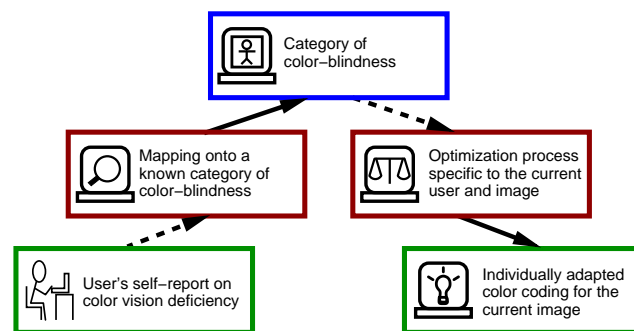 Category of
color−blindness
Mapping onto a
known category of
color−blindness
Optimization process
specific to the current
user and image
User's self−report on
color vision deficiency
Individually adapted
color coding for the
current image